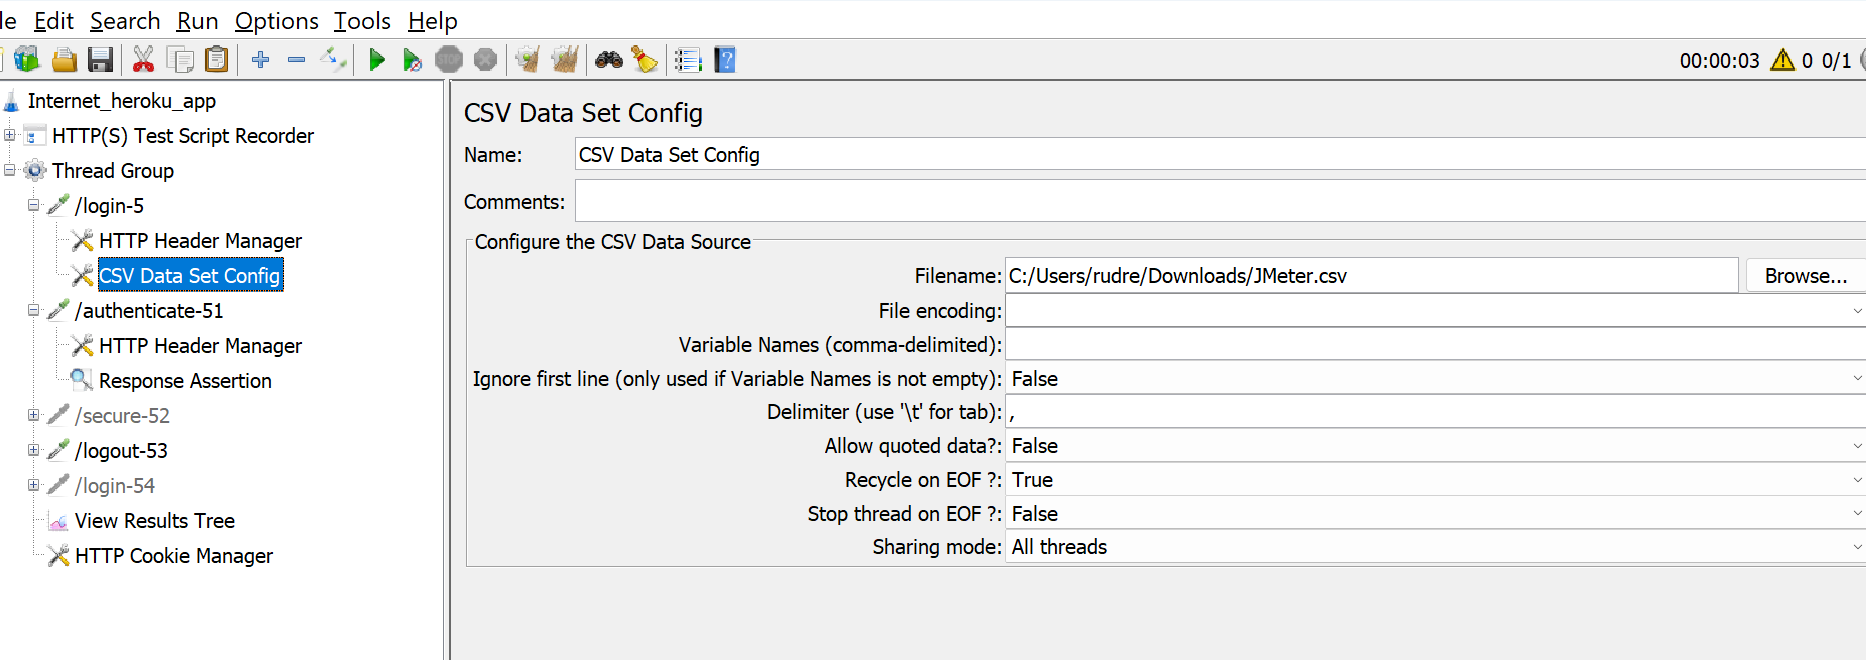 le Edit Search Run Options Tools Help
STOP
00:00:03 0 0/1
Internet_heroku_app
HTTP(S) Test Script Recorder
Thread Group
/login-5
HTTP Header Manager
CSV Data Set Config
/authenticate-51
HTTP Header Manager
Response Assertion
/secure-52
/logout-53
/login-54
View Results Tree
HTTP Cookie Manager
CSV Data Set Config
Name: CSV Data Set Config
Comments:
Configure the CSV Data Source
Filename: C:/Users/rudre/Downloads/JMeter.csv Browse...
File encoding:
Variable Names (comma-delimited):
Ignore first line (only used if Variable Names is not empty): False
Delimiter (use '\t' for tab): ,
Allow quoted data?: False
Recycle on EOF ?: True
Stop thread on EOF ?: False
Sharing mode: All threads